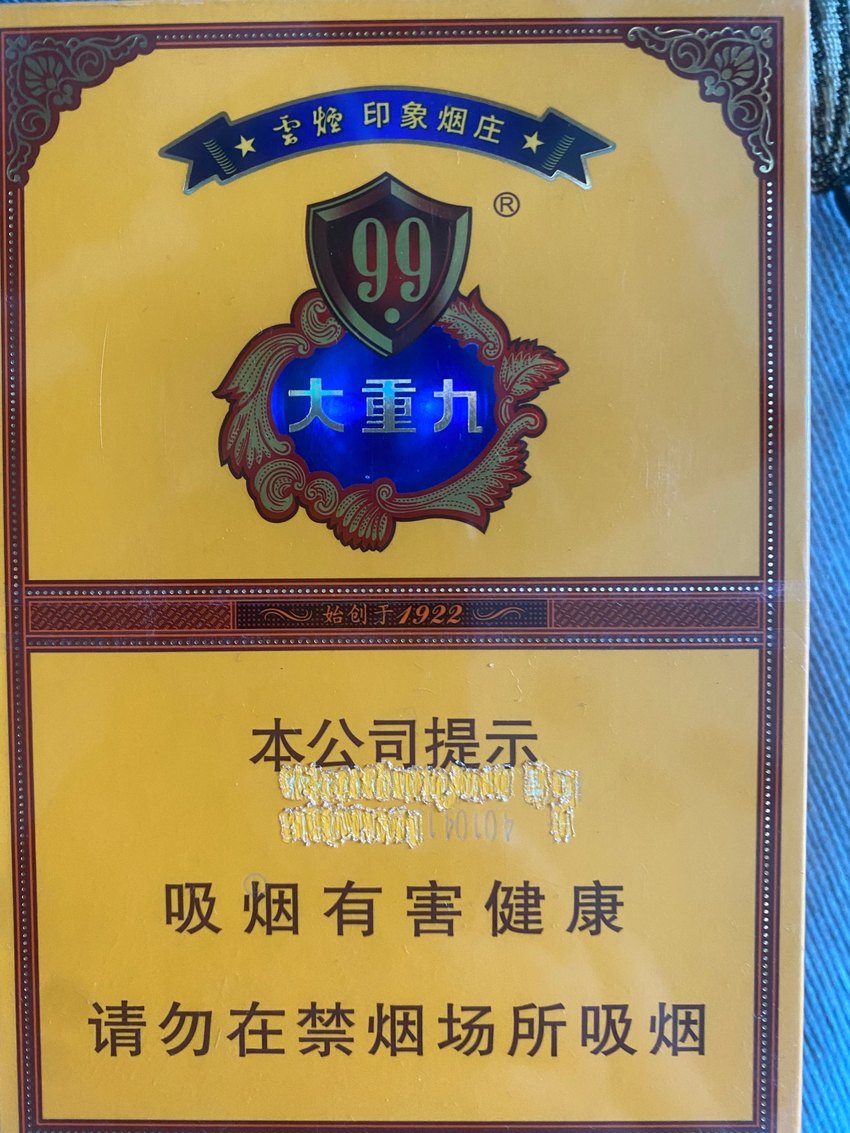 雲煙 印象烟庄
®
99
大重九
始创于1922
本公司提示
401041
吸烟有害健康
请勿在禁烟场所吸烟